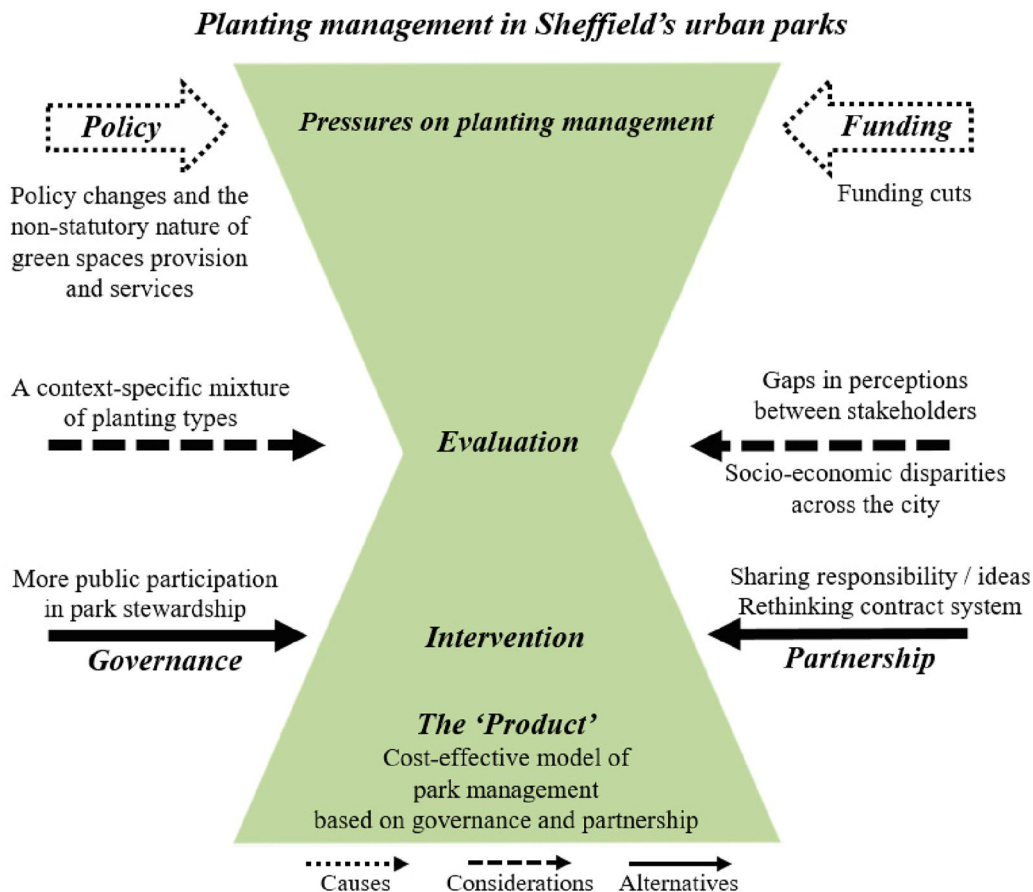 Planting management in Sheffield's urban parks
Policy
Pressures on planting management
Funding
Policy changes and the
non-statutory nature of
green spaces provision
and services
Funding cuts
A context-specific mixture
of planting types
Evaluation
Gaps in perceptions
between stakeholders
Socio-economic disparities
across the city
More public participation
in park stewardship
Governance
Intervention
Sharing responsibility / ideas
Rethinking contract system
Partnership
The 'Product'
Cost-effective model of
park management
based on governance and partnership
Causes
Considerations
Alternatives